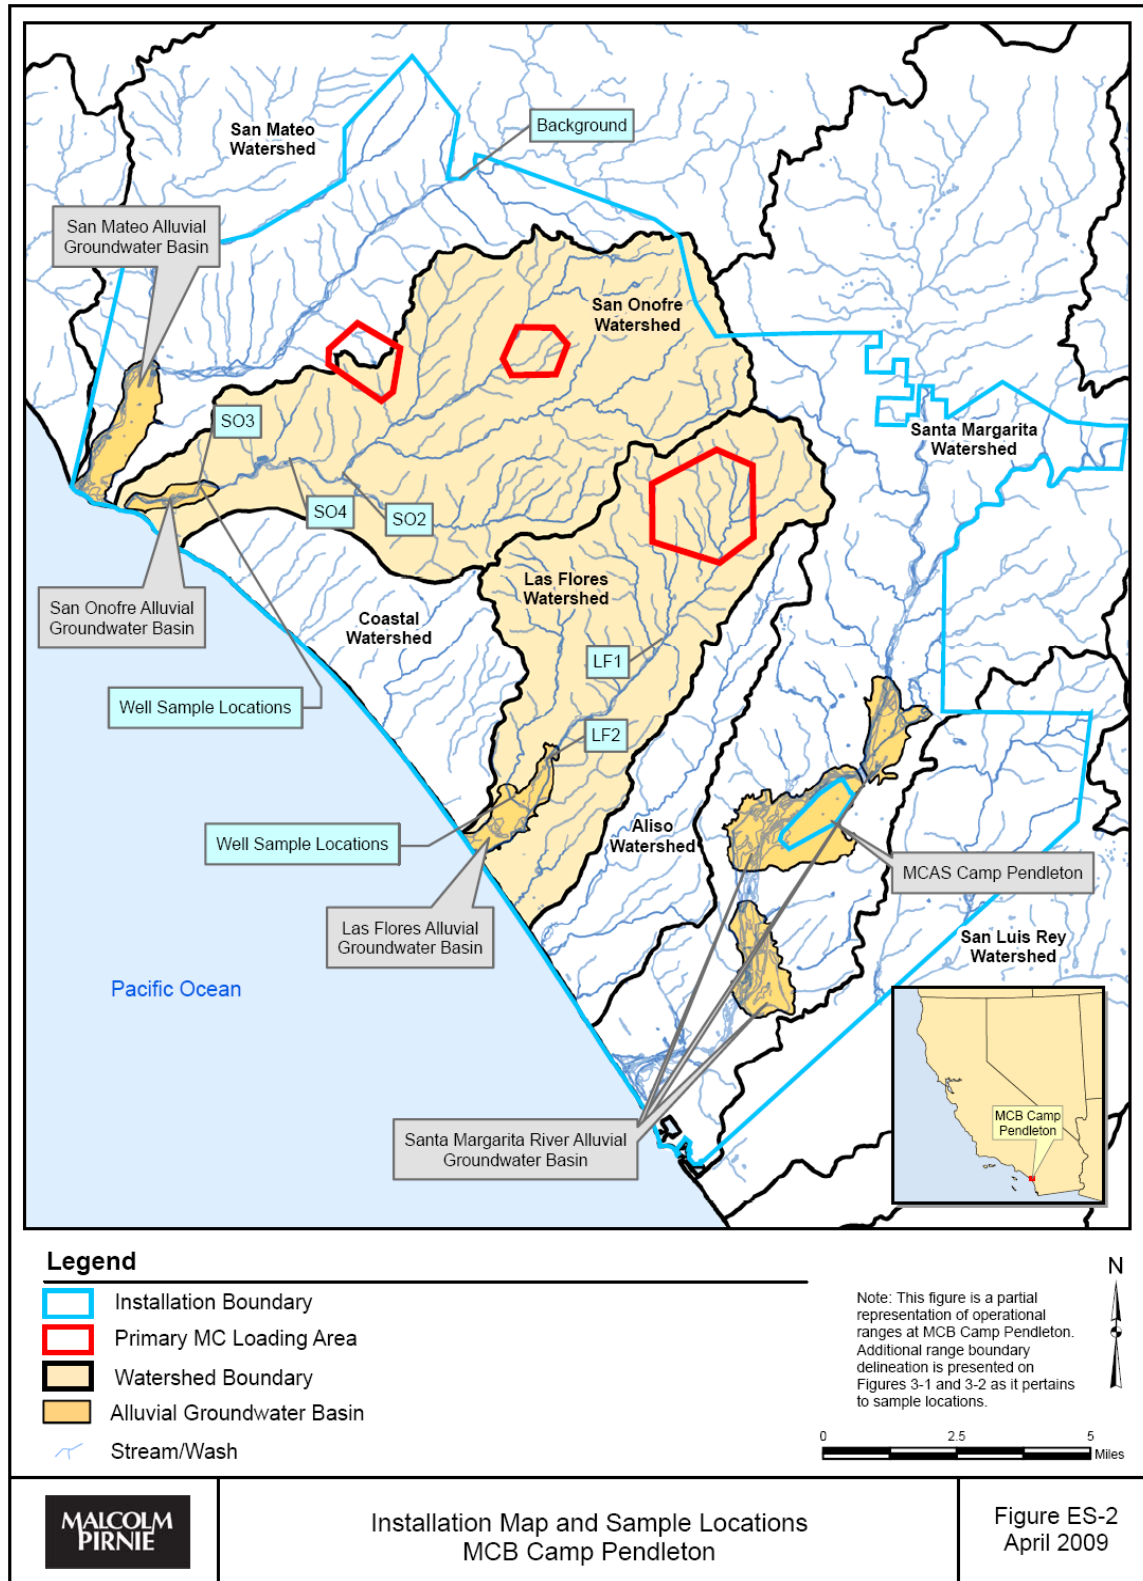 San Mateo
Watershed
Background
San Mateo Alluvial
Groundwater Basin
San Onofre
Watershed
SO3
Santa Margarita
Watershed
SO4
SO2
San Onofre Alluvial
Groundwater Basin
Las Flores
Watershed
Coastal
Watershed
LF1
Well Sample Locations
LF2
Well Sample Locations
Aliso
Watershed
MCAS Camp Pendleton
Las Flores Alluvial
Groundwater Basin
San Luis Rey
Watershed
Pacific Ocean
MCB Camp
Pendleton
Santa Margarita River Alluvial
Groundwater Basin
Legend
Installation Boundary
Primary MC Loading Area
Watershed Boundary
Alluvial Groundwater Basin
Stream/Wash
Note: This figure is a partial
representation of operational
ranges at MCB Camp Pendleton.
Additional range boundary
delineation is presented on
Figures 3-1 and 3-2 as it pertains
to sample locations.
N
0 2.5 5
Miles
MALCOLM
PIRNIE
Installation Map and Sample Locations
MCB Camp Pendleton
Figure ES-2
April 2009